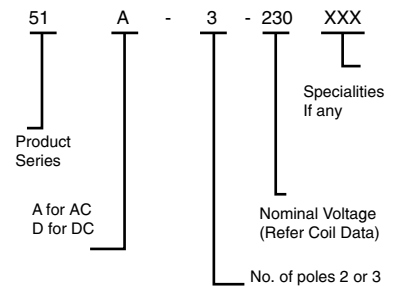 51 A - 3 - 230 XXX
Specialities
If any
Product
Series
A for AC
D for DC
Nominal Voltage
(Refer Coil Data)
No. of poles 2 or 3